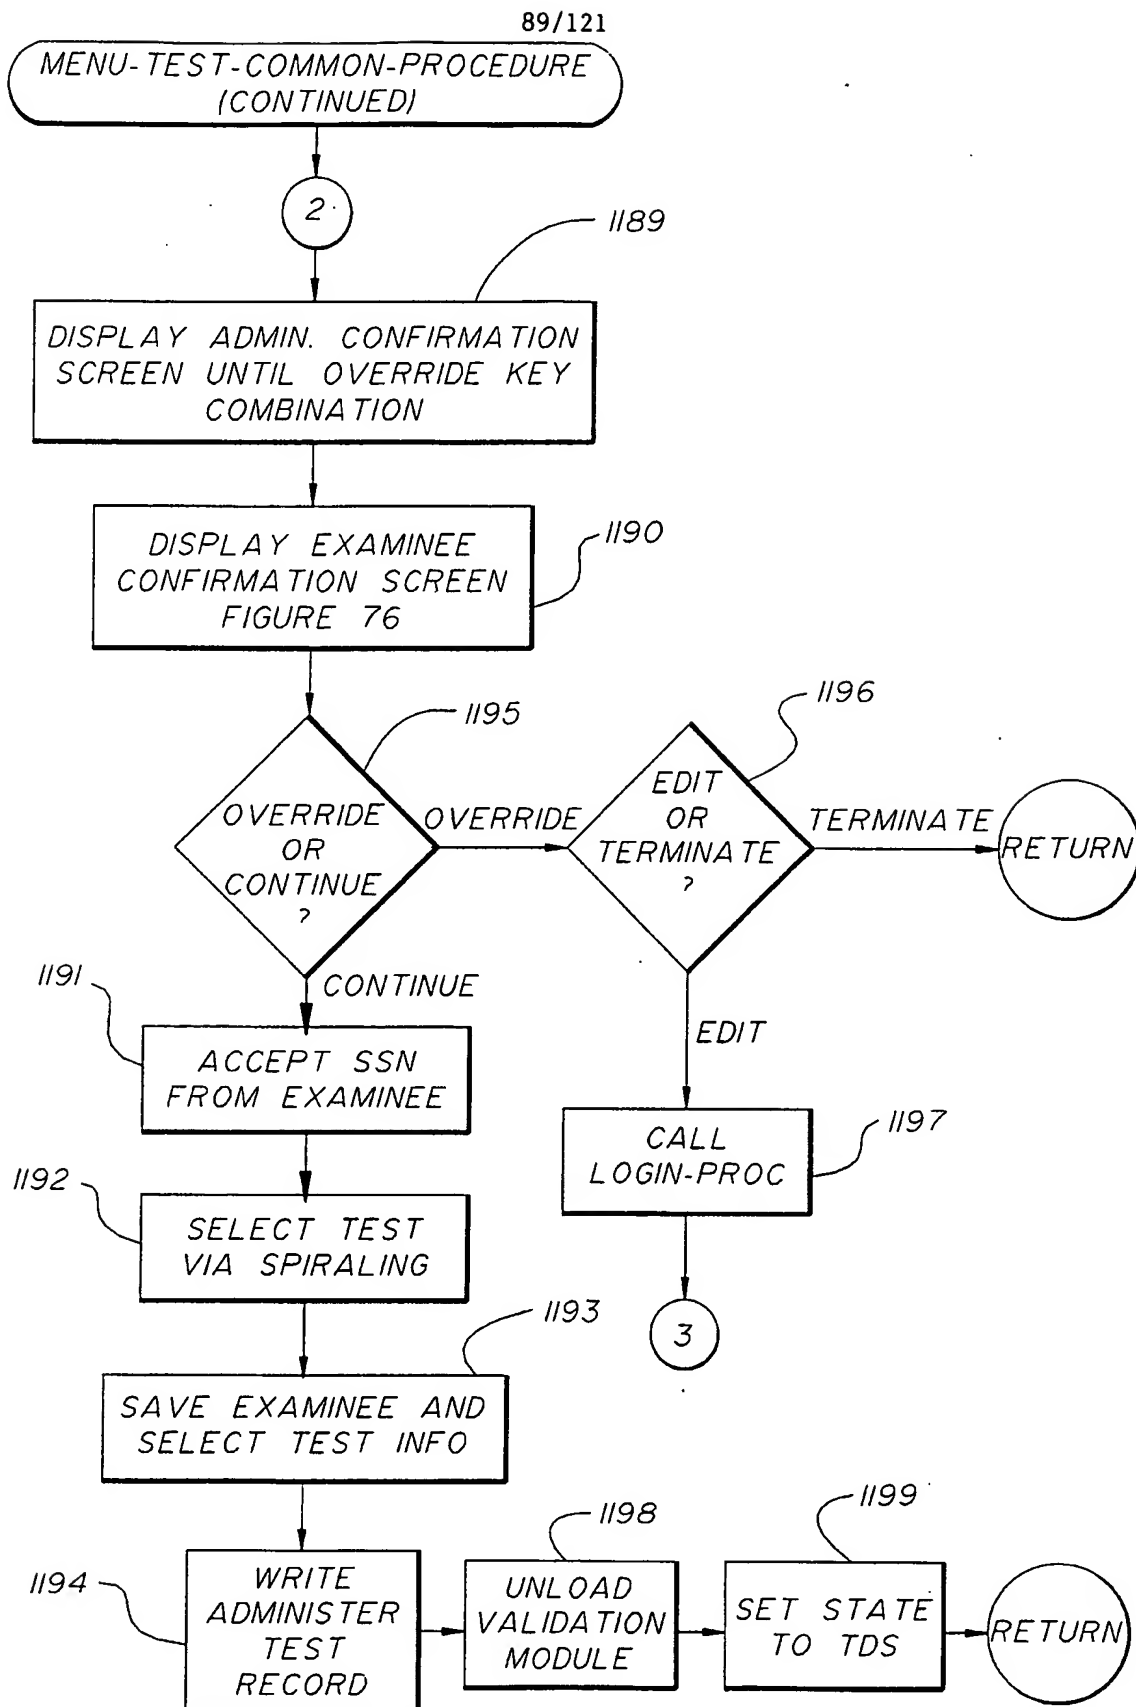 89/121
MENU-TEST-COMMON-PROCEDURE
(CONTINUED)
2
1189
DISPLAY ADMIN. CONFIRMATION
SCREEN UNTIL OVERRIDE KEY
COMBINATION
1190
DISPLAY EXAMINEE
CONFIRMATION SCREEN
FIGURE 76
1195
OVERRIDE
OR
CONTINUE
?
OVERRIDE
1196
EDIT
OR
TERMINATE
?
TERMINATE
RETURN
CONTINUE
EDIT
1191
ACCEPT SSN
FROM EXAMINEE
1197
CALL
LOGIN-PROC
3
1192
SELECT TEST
VIA SPIRALING
1193
SAVE EXAMINEE AND
SELECT TEST INFO
1194
WRITE
ADMINISTER
TEST
RECORD
1198
UNLOAD
VALIDATION
MODULE
1199
SET STATE
TO TDS
RETURN